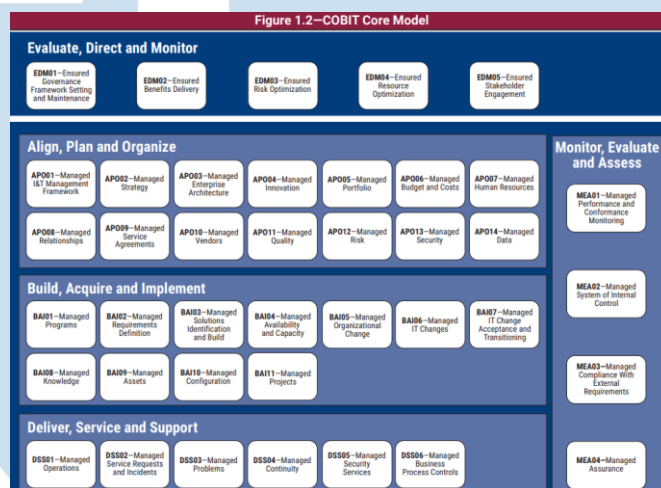 Figure 1.2—COBIT Core Model
Evaluate, Direct and Monitor
EDM01—Ensured
Governance
Framework Setting
and Maintenance
EDM02—Ensured
Benefits Delivery
EDM03—Ensured
Risk Optimization
EDM04—Ensured
Resource
Optimization
EDM05—Ensured
Stakeholder
Engagement
Align, Plan and Organize
APO01—Managed
I&T Management
Framework
APO02—Managed
Strategy
APO03—Managed
Enterprise
Architecture
APO04—Managed
Innovation
APO05—Managed
Portfolio
APO06—Managed
Budget and Costs
APO07—Managed
Human Resources
APO08—Managed
Relationships
APO09—Managed
Service
Agreements
APO10—Managed
Vendors
APO11—Managed
Quality
APO12—Managed
Risk
APO13—Managed
Security
APO14—Managed
Data
Build, Acquire and Implement
BAI01—Managed
Programs
BAI02—Managed
Requirements
Definition
BAI03—Managed
Solutions
Identification
and Build
BAI04—Managed
Availability
and Capacity
BAI05—Managed
Organizational
Change
BAI06—Managed
IT Changes
BAI07—Managed
IT Change
Acceptance and
Transitioning
BAI08—Managed
Knowledge
BAI09—Managed
Assets
BAI10—Managed
Configuration
BAI11—Managed
Projects
Deliver, Service and Support
DSS01—Managed
Operations
DSS02—Managed
Service Requests
and Incidents
DSS03—Managed
Problems
DSS04—Managed
Continuity
DSS05—Managed
Security
Services
DSS06—Managed
Business
Process Controls
Monitor, Evaluate
and Assess
MEA01—Managed
Performance and
Conformance
Monitoring
MEA02—Managed
System of Internal
Control
MEA03—Managed
Compliance With
External
Requirements
MEA04—Managed
Assurance